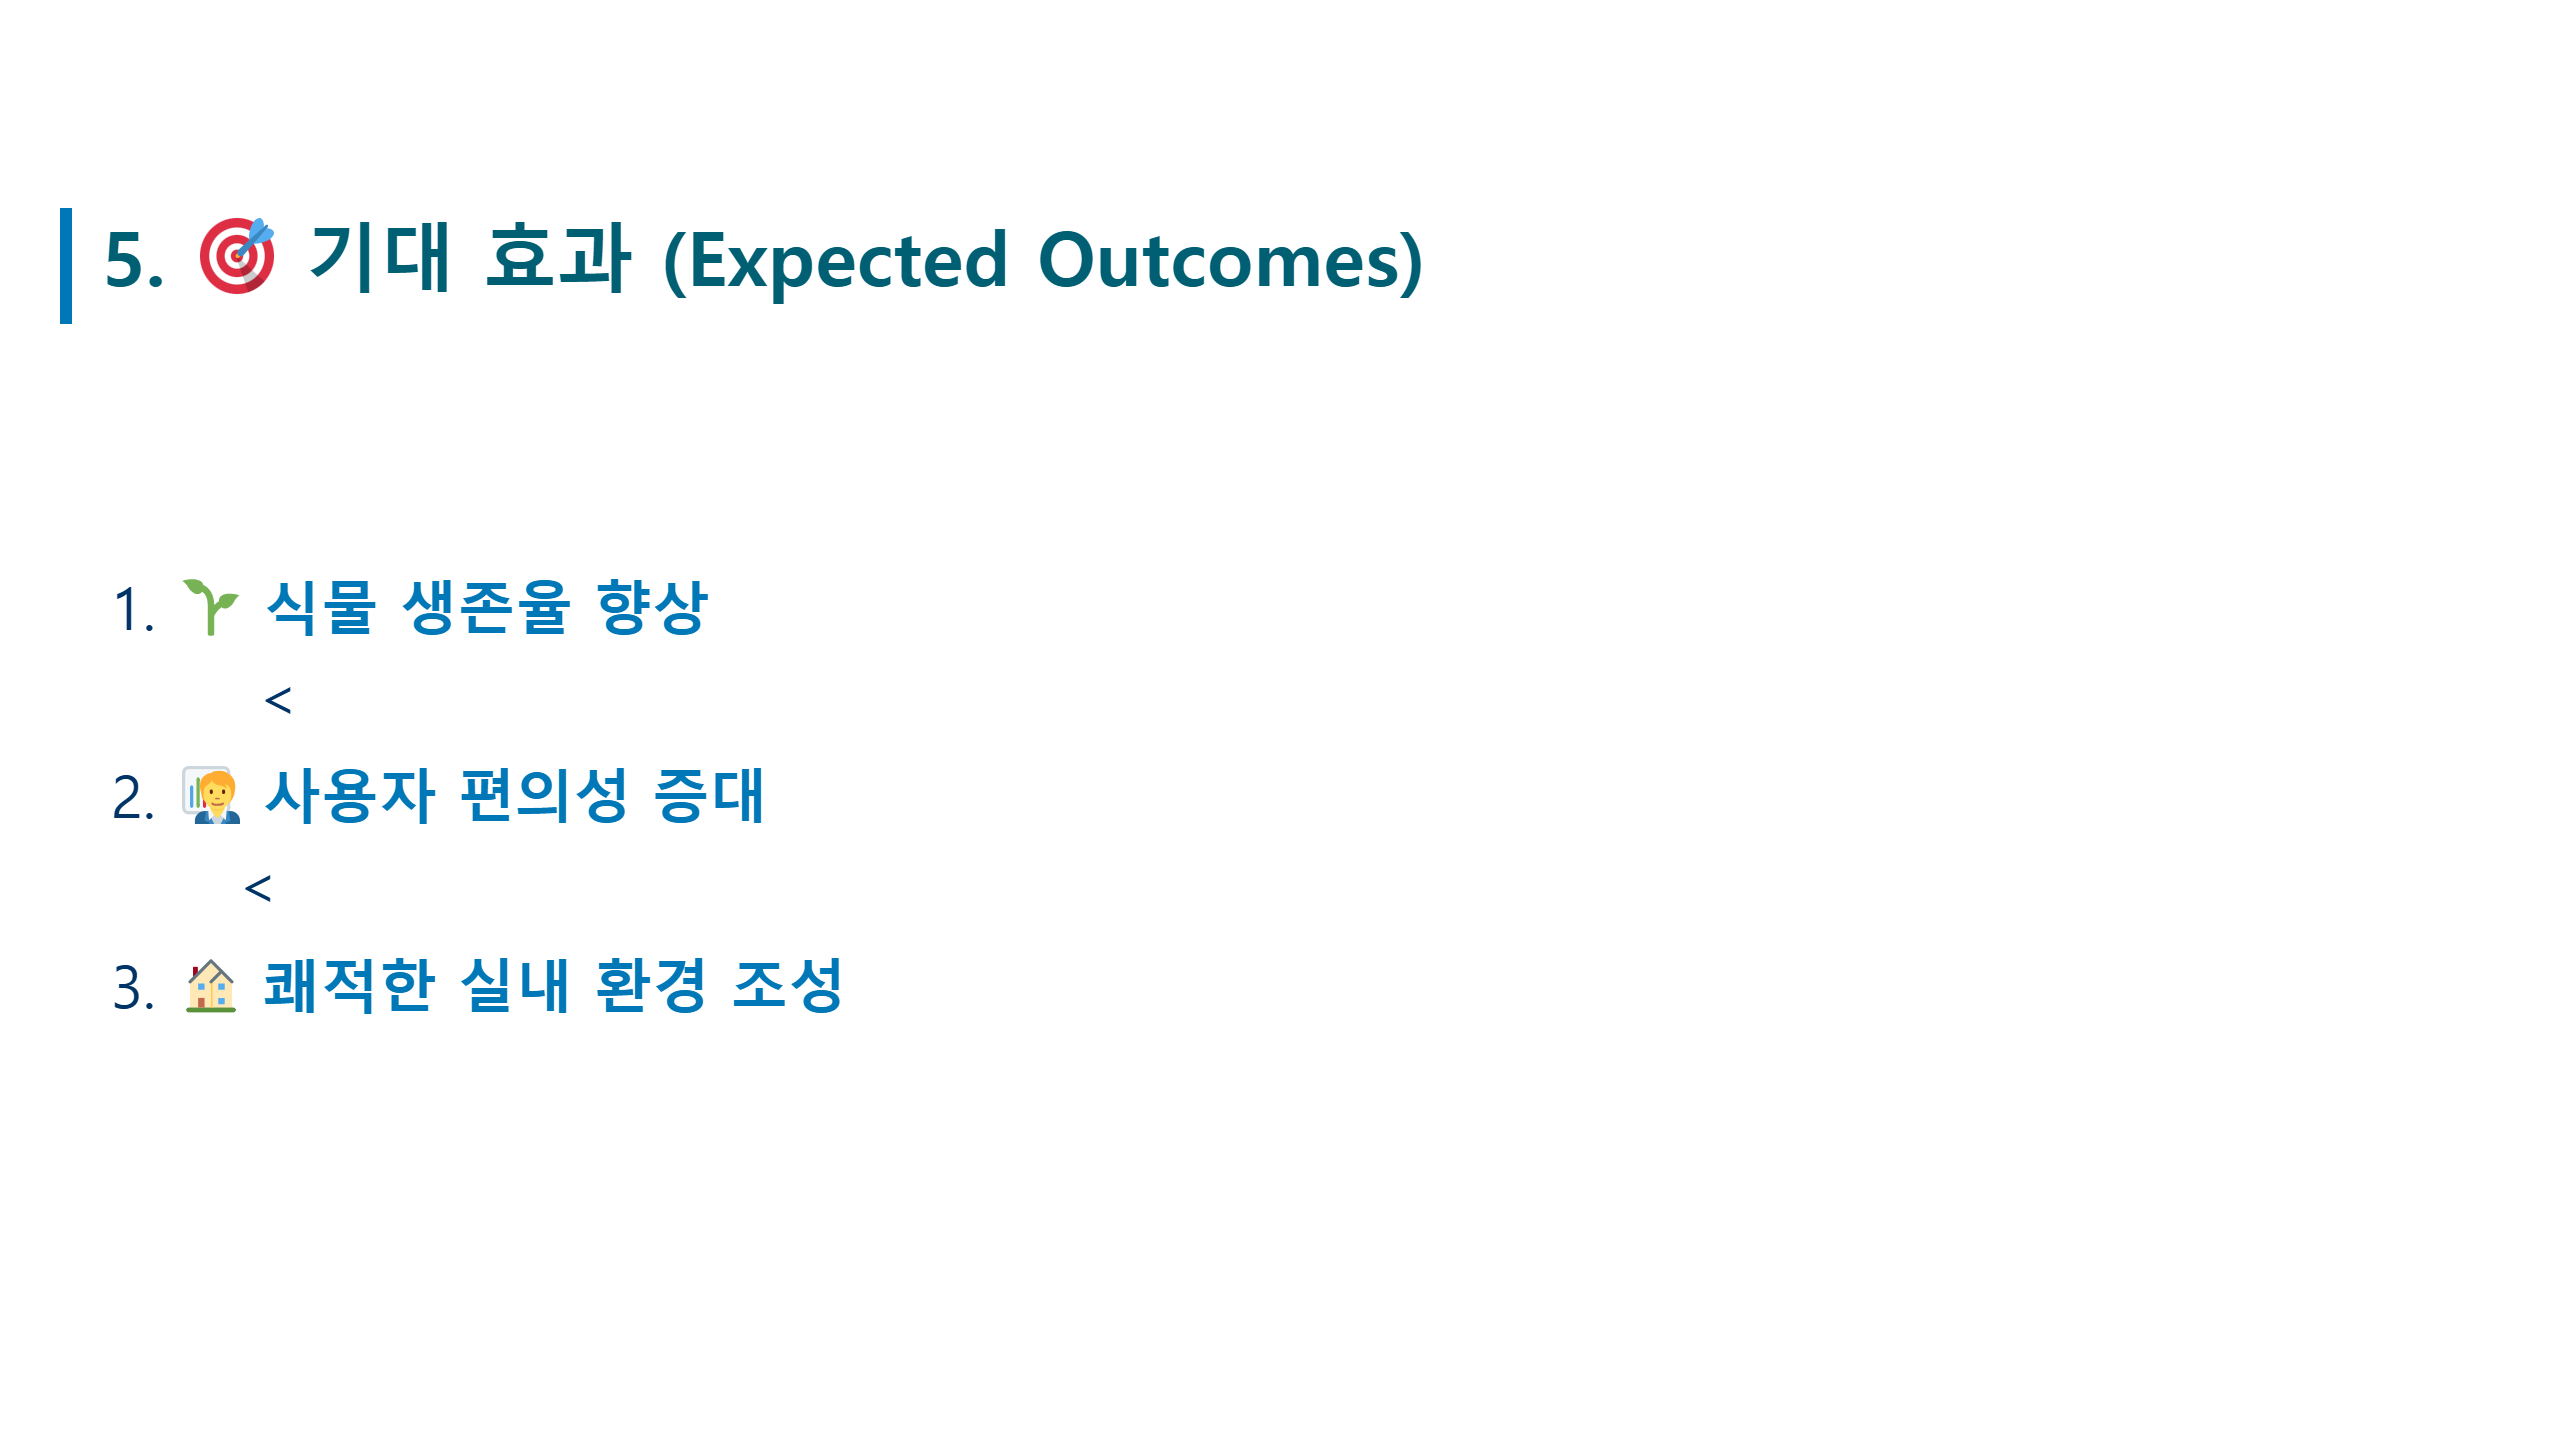 5. 🎯 기대 효과 (Expected Outcomes)
1. 🌱 식물 생존율 향상
<
2. 🧑‍💼 사용자 편의성 증대
<
3. 🏠 쾌적한 실내 환경 조성